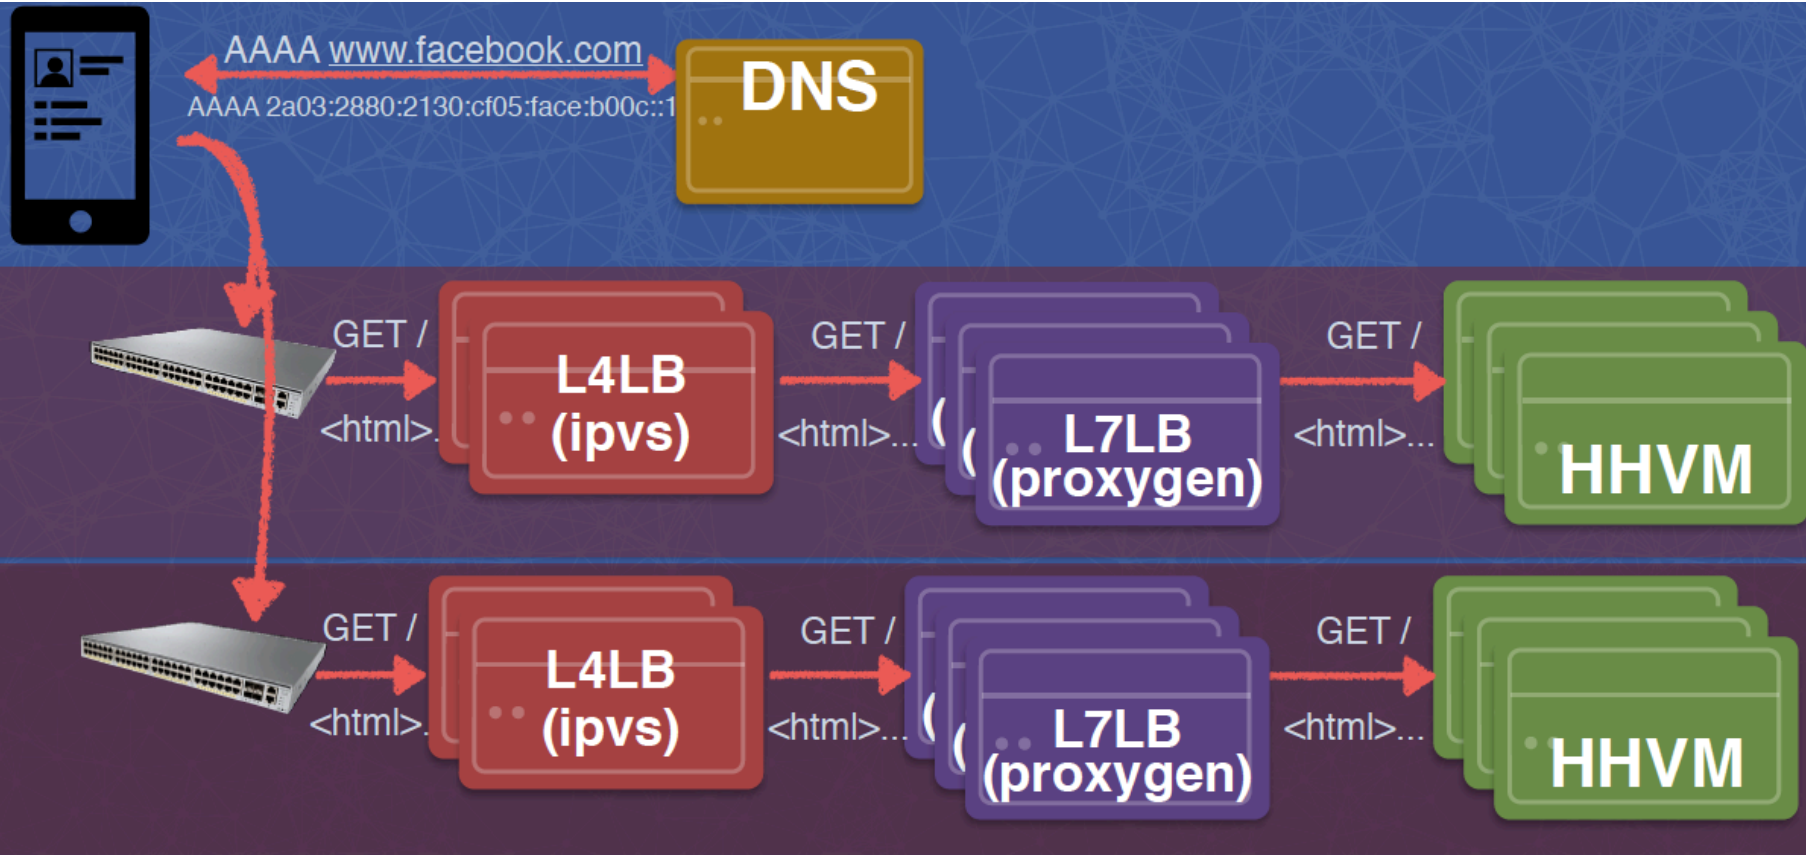 AAAA www.facebook.com
AAAA 2a03:2880:2130:cf05:face:b00c::1
DNS
GET /
<html>.
L4LB
(ipvs)
GET /
<html>...
(
(
L7LB
(proxygen)
GET /
<html>...
HHVM
GET /
<html>.
L4LB
(ipvs)
GET /
<html>...
(
(
L7LB
(proxygen)
GET /
<html>...
HHVM